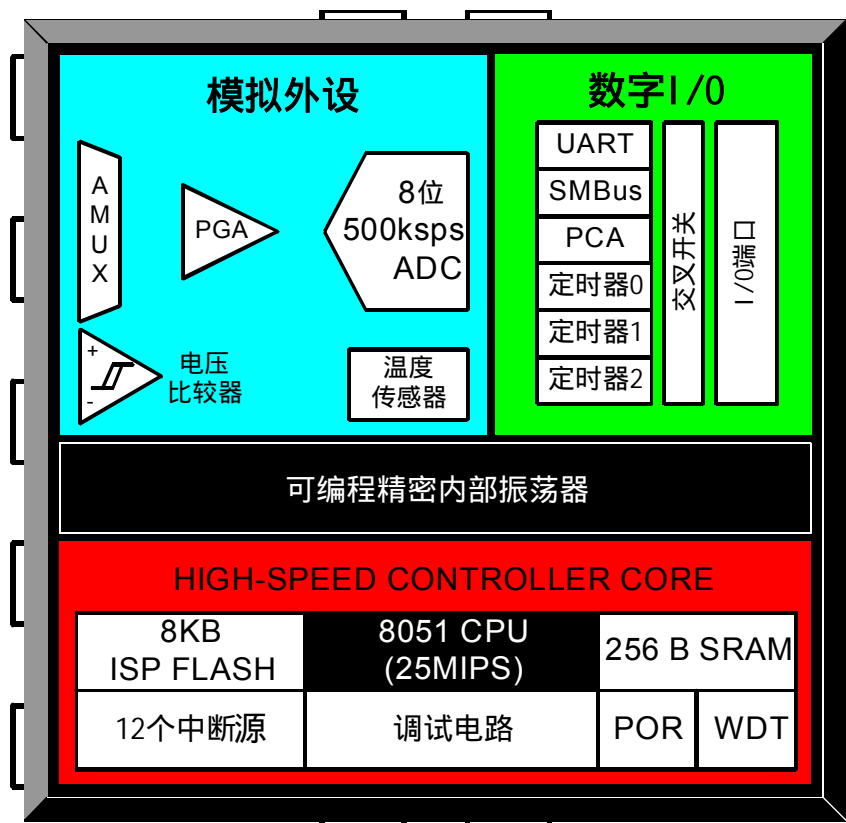 模拟外设
A
M
U
X
PGA
8位
500ksps
ADC
+
-
电压
比较器
温度
传感器
数字I/O
UART
SMBus
PCA
定时器0
定时器1
定时器2
交叉开关
I/O端口
可编程精密内部振荡器
HIGH-SPEED CONTROLLER CORE
8KB
ISP FLASH
8051 CPU
(25MIPS)
256 B SRAM
12个中断源
调试电路
POR
WDT